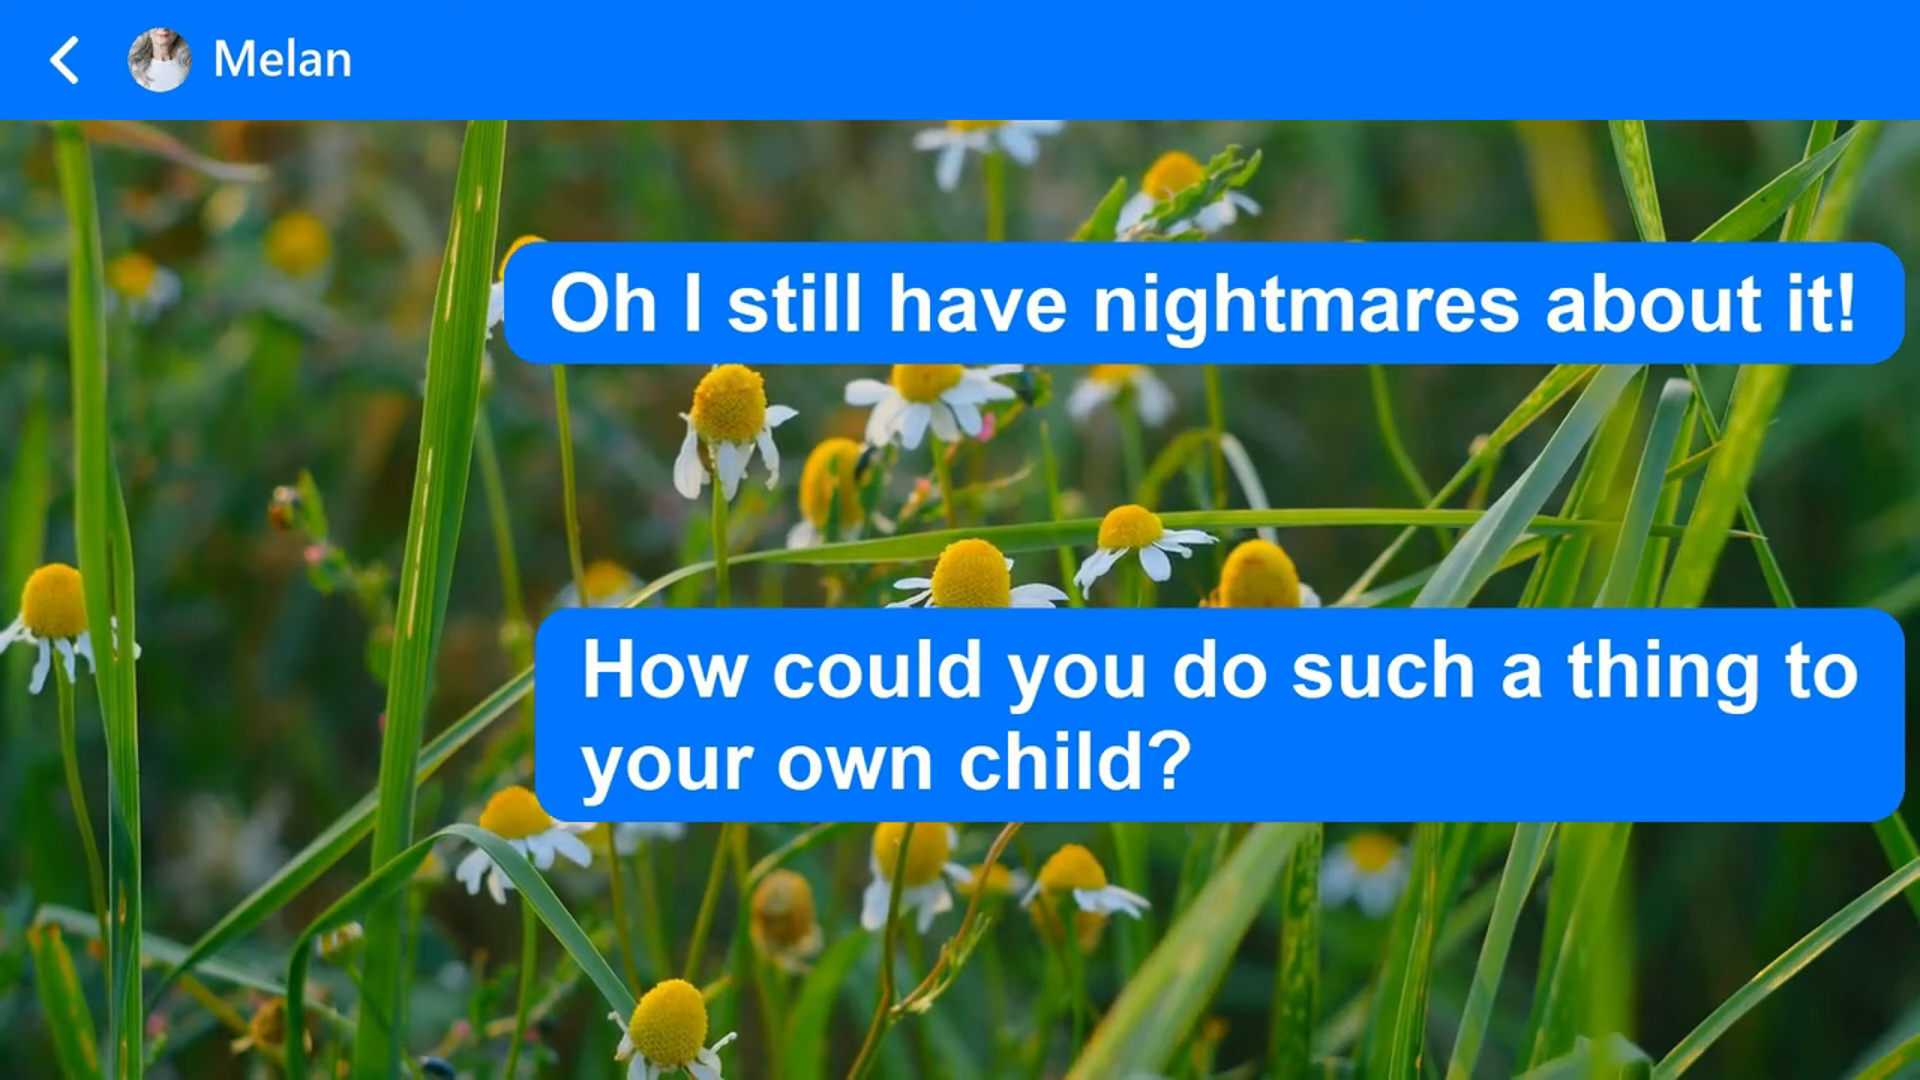 Melan
Oh I still have nightmares about it!
How could you do such a thing to
your own child?